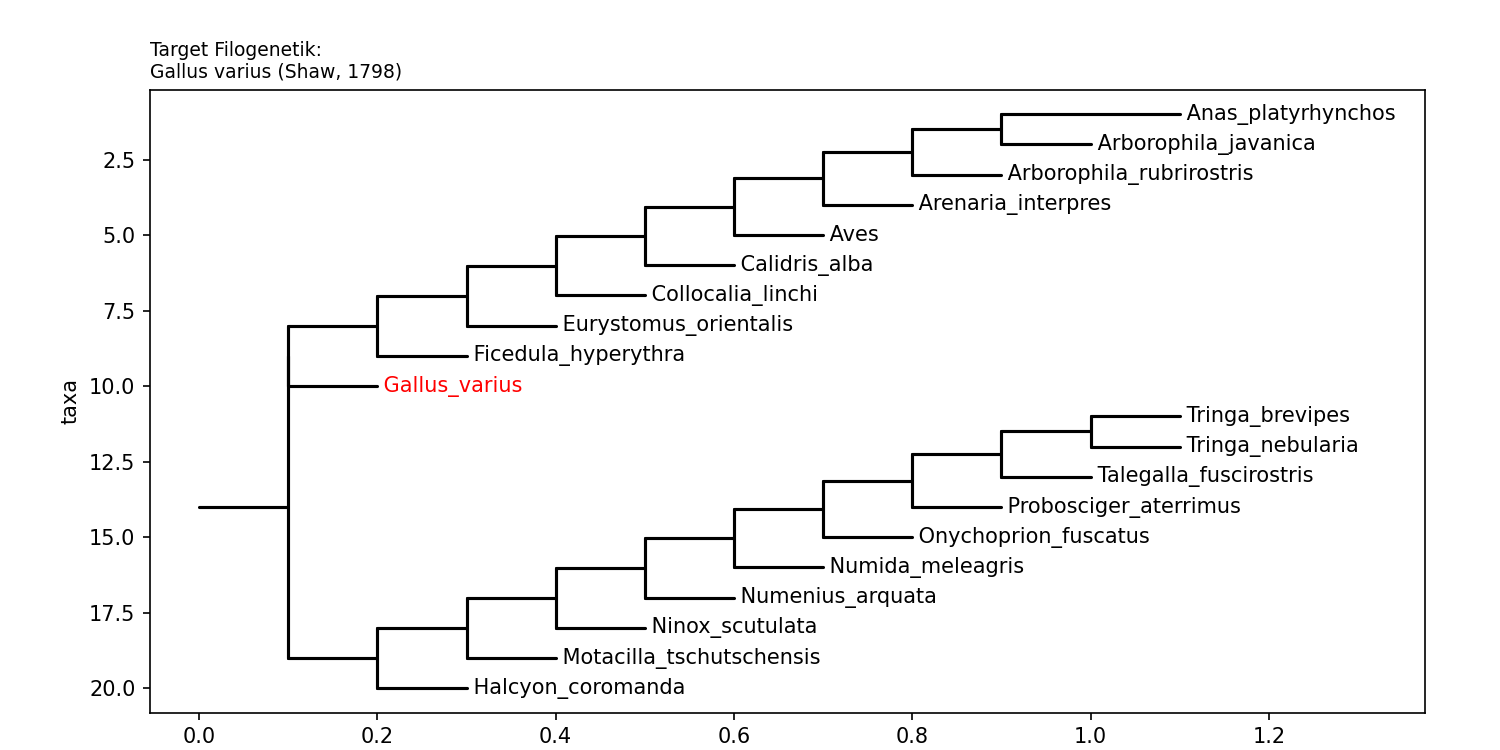 Target Filogenetik:
Gallus varius (Shaw, 1798)
Anas_platyrhynchos
Arborophila_javanica
2.5
Arborophila_rubrirostris
Arenaria_interpres
5.0
Aves
Calidris_alba
Collocalia_linchi
7.5
Eurystomus_orientalis
Ficedula_hyperythra
taxa
10.0
Gallus_varius
Tringa_brevipes
Tringa_nebularia
12.5
Talegalla_fuscirostris
Probosciger_aterrimus
15.0
Onychoprion_fuscatus
Numida_meleagris
Numenius_arquata
17.5
Ninox_scutulata
Motacilla_tschutschensis
20.0
Halcyon_coromanda
0.0 0.2 0.4 0.6 0.8 1.0 1.2